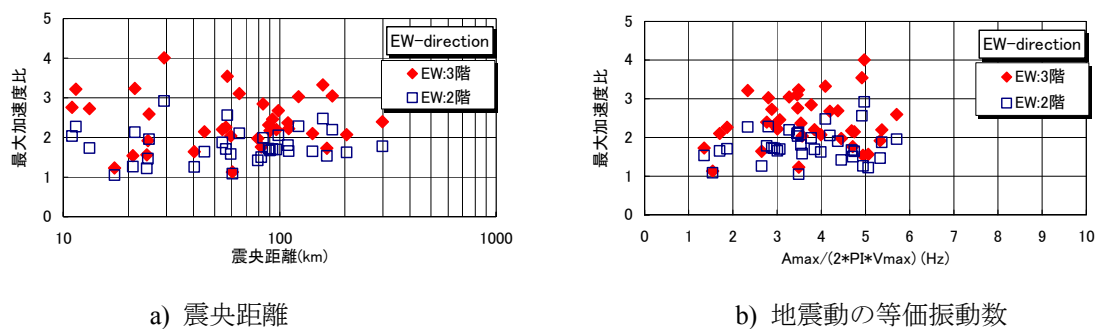 5
4
3
2
1
0
最大加速度比
EW-direction
EW:3階
EW:2階
10
100
1000
震央距離(km)
a) 震央距離
5
4
3
2
1
0
最大加速度比
EW-direction
EW:3階
EW:2階
0 1 2 3 4 5 6 7 8 9 10
Amax/(2*PI*Vmax) (Hz)
b) 地震動の等価振動数